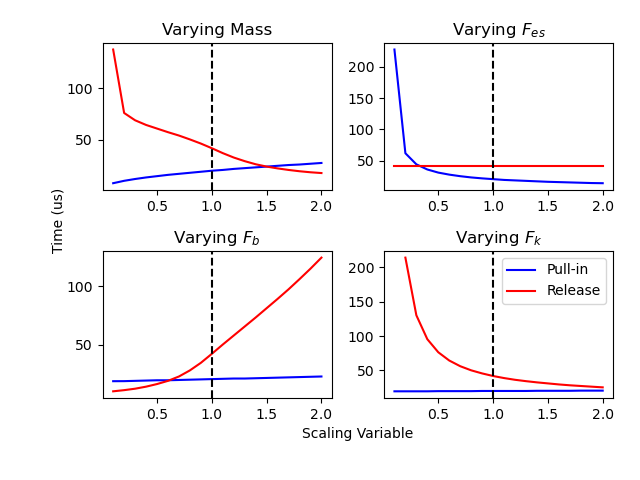 Varying Mass
Varying F_es
100
50
0.5 1.0 1.5 2.0
200
150
100
50
0.5 1.0 1.5 2.0
Time (us)
Varying F_b
Varying F_k
100
50
0.5 1.0 1.5 2.0
200
150
100
50
0.5 1.0 1.5 2.0
Pull-in
Release
Scaling Variable